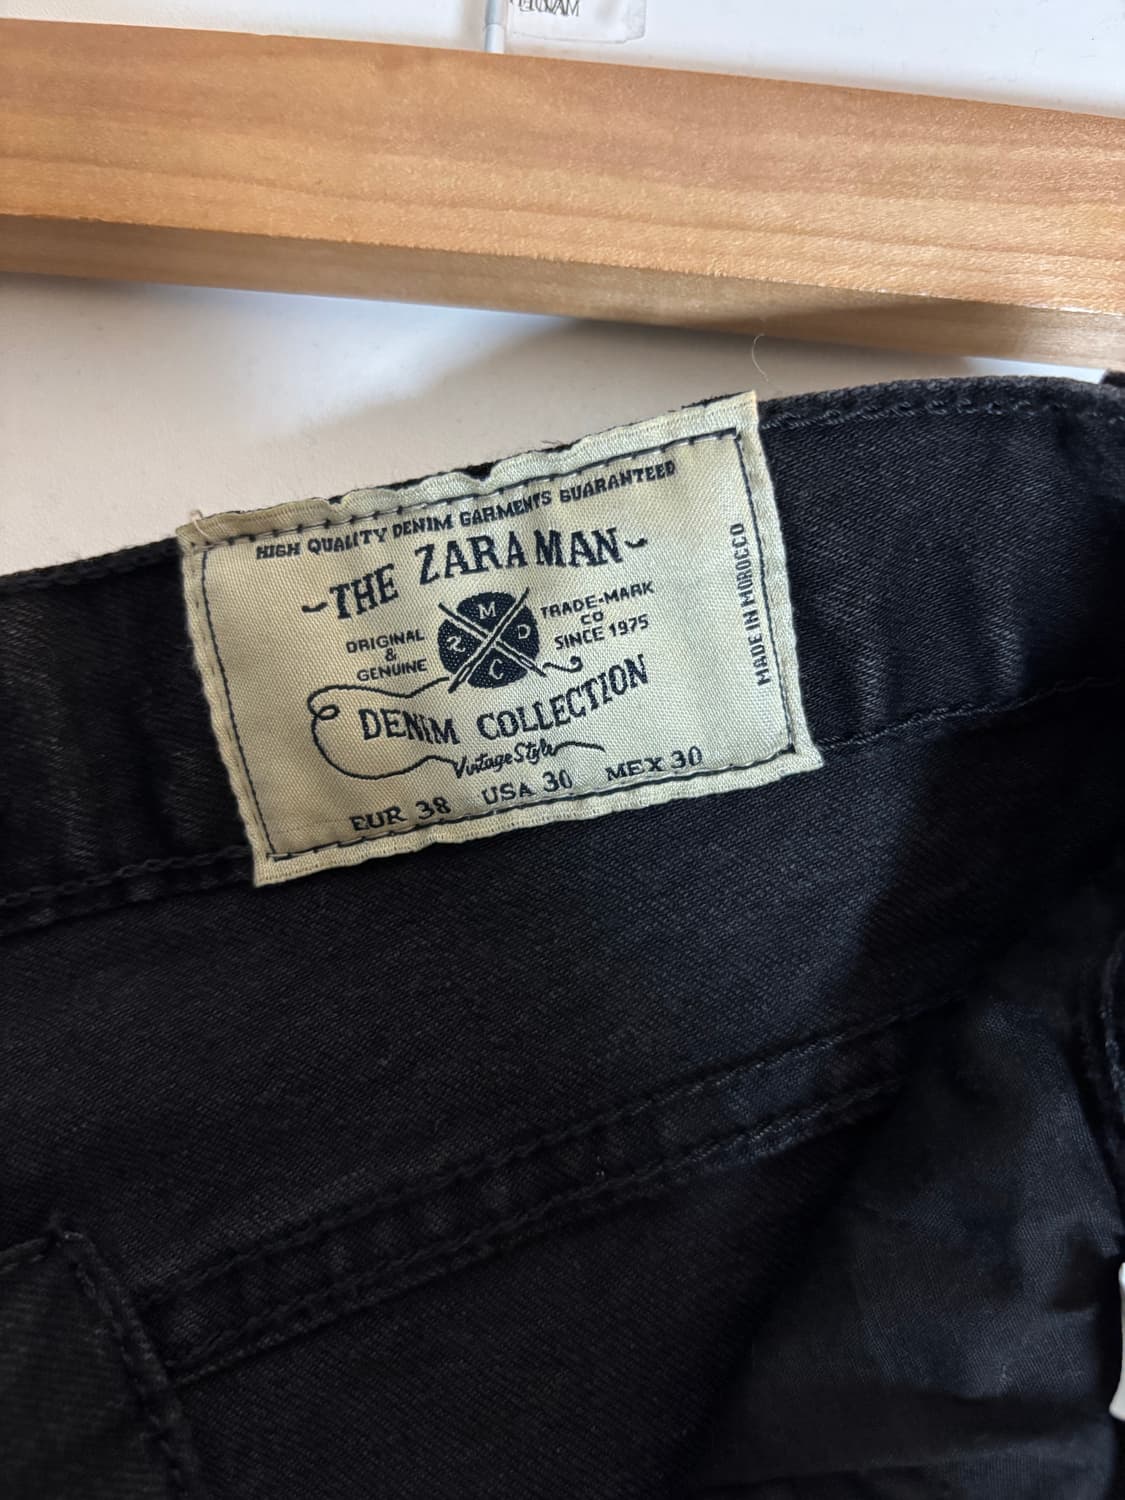 HIGH QUALITY DENIM GARMENTS GUARANTEED
THE ZARA MAN
ORIGINAL
&
GENUINE
M
Z D
C
TRADE-MARK
CO
SINCE 1975
DENIM COLLECTION
Vintage Style
EUR 38 USA 30 MEX 30
MADE IN MOROCCO